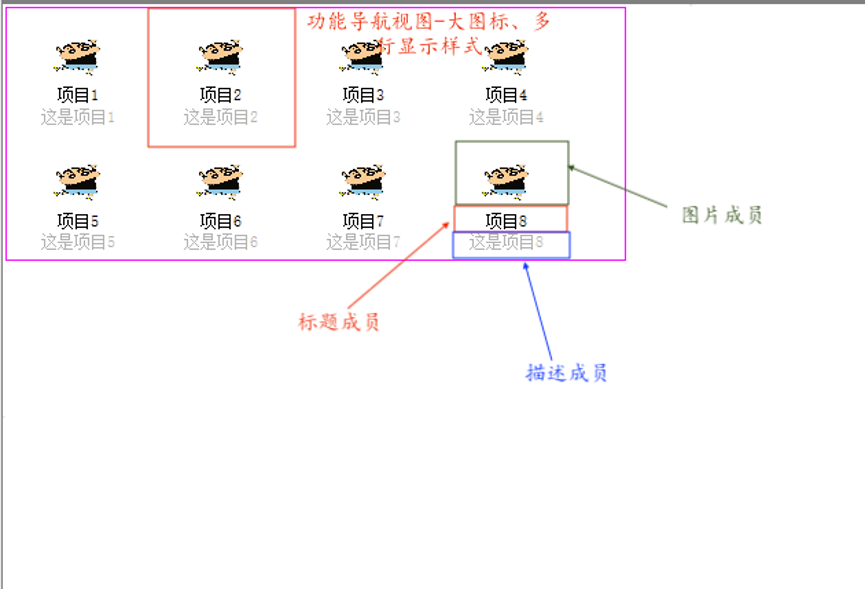 功能导航视图-大图标、多
行显示样式
项目1 项目2 项目3 项目4
这是项目1 这是项目2 这是项目3 这是项目4
项目5 项目6 项目7 项目8
这是项目5 这是项目6 这是项目7 这是项目8
图片成员
标题成员
描述成员